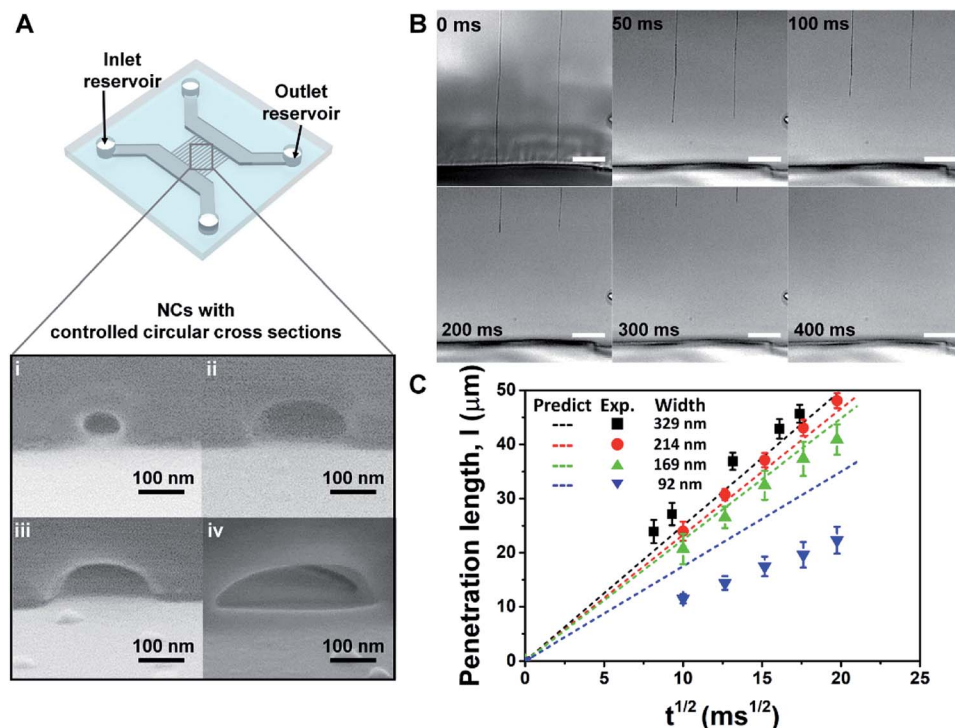 A
Inlet
reservoir
Outlet
reservoir
NCs with
controlled circular cross sections
i
ii
100 nm
100 nm
iii
iv
100 nm
100 nm
B
0 ms
50 ms
100 ms
200 ms
300 ms
400 ms
C
Penetration length, l (μm)
50
40
30
20
10
0
Predict Exp. Width
329 nm
214 nm
169 nm
92 nm
0 5 10 15 20 25
t^1/2 (ms^1/2)